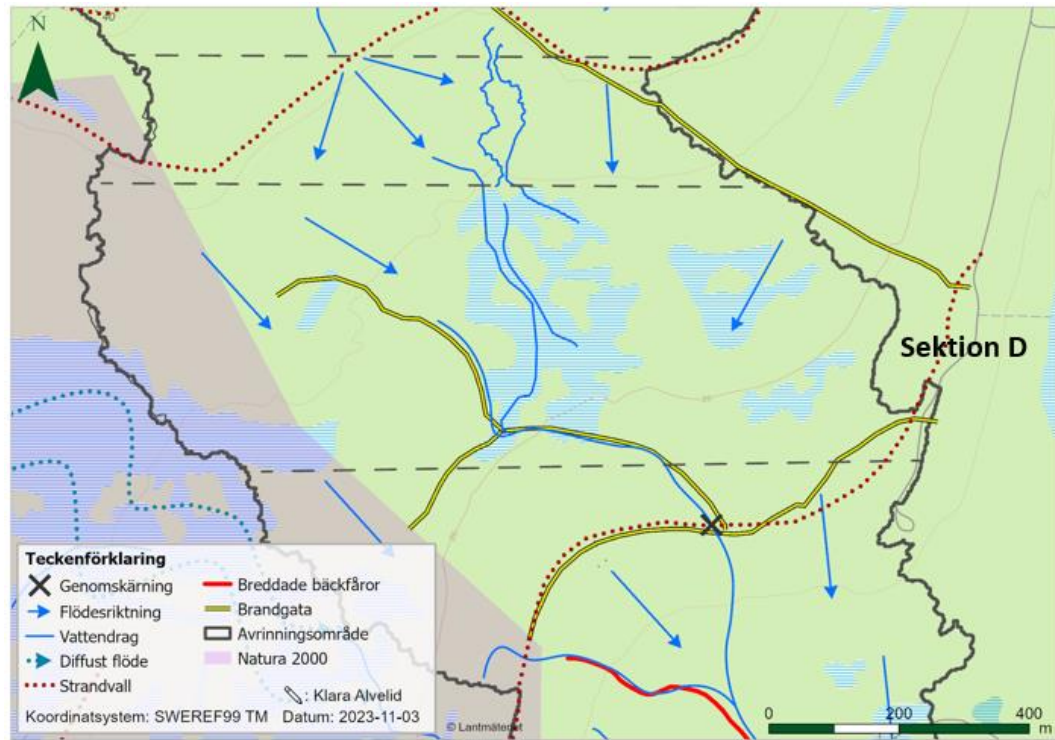 N
40
Sektion D
Teckenförklaring
Genomskärning
Flödesriktning
Vattendrag
Diffust flöde
Strandvall
Breddade bäckfåror
Brandgata
Avrinningsområde
Natura 2000
: Klara Alvelid
Koordinatsystem: SWEREF99 TM Datum: 2023-11-03
© Lantmäteriet
0 200 400
m